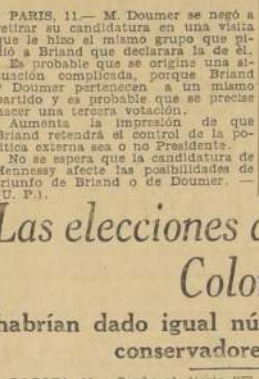 PARIS, 11.— M. Doumer se negó a
retirar su candidatura en una visita
que le hizo el mismo grupo que pi-
dió a Briand que declarara la de él.
Es probable que se origine una si-
tuación complicada, porque Briand
y Doumer pertenecen a un mismo
partido y es probable que se precise
hacer una tercera votación.
Aumenta la impresión de que
Briand retendrá el control de la po-
lítica externa sea o no Presidente.
No se espera que la candidatura de
Hennessy afecte las posibilidades de
triunfo de Briand o de Doumer. —
(U. P.).
Las elecciones
Colo
habrían dado igual nú
conservadore